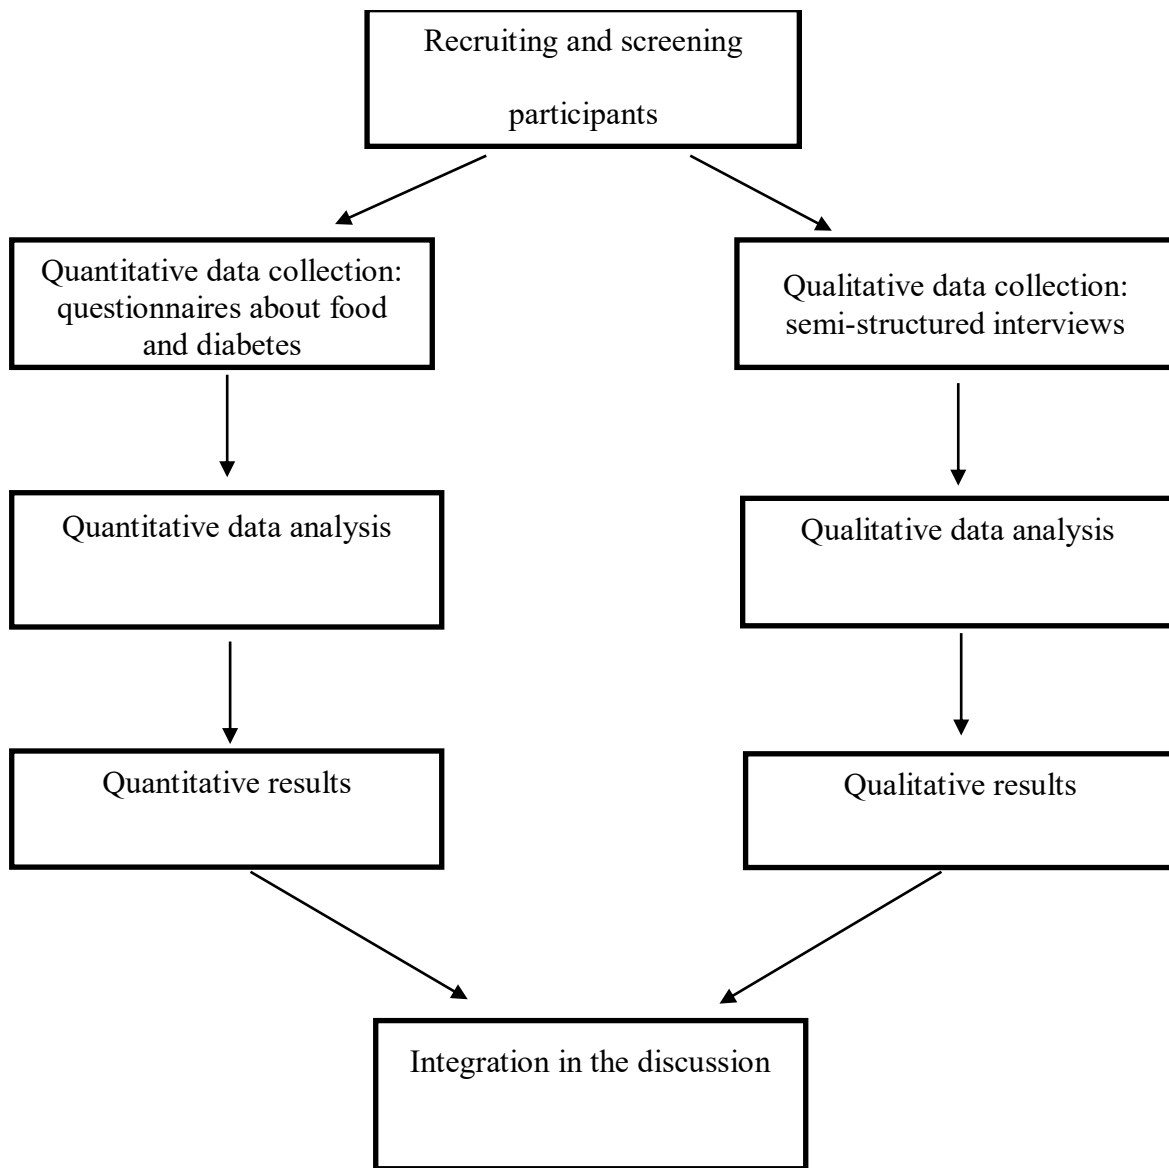 Recruiting and screening
participants
Quantitative data collection:
questionnaires about food
and diabetes
Qualitative data collection:
semi-structured interviews
Quantitative data analysis
Qualitative data analysis
Quantitative results
Qualitative results
Integration in the discussion